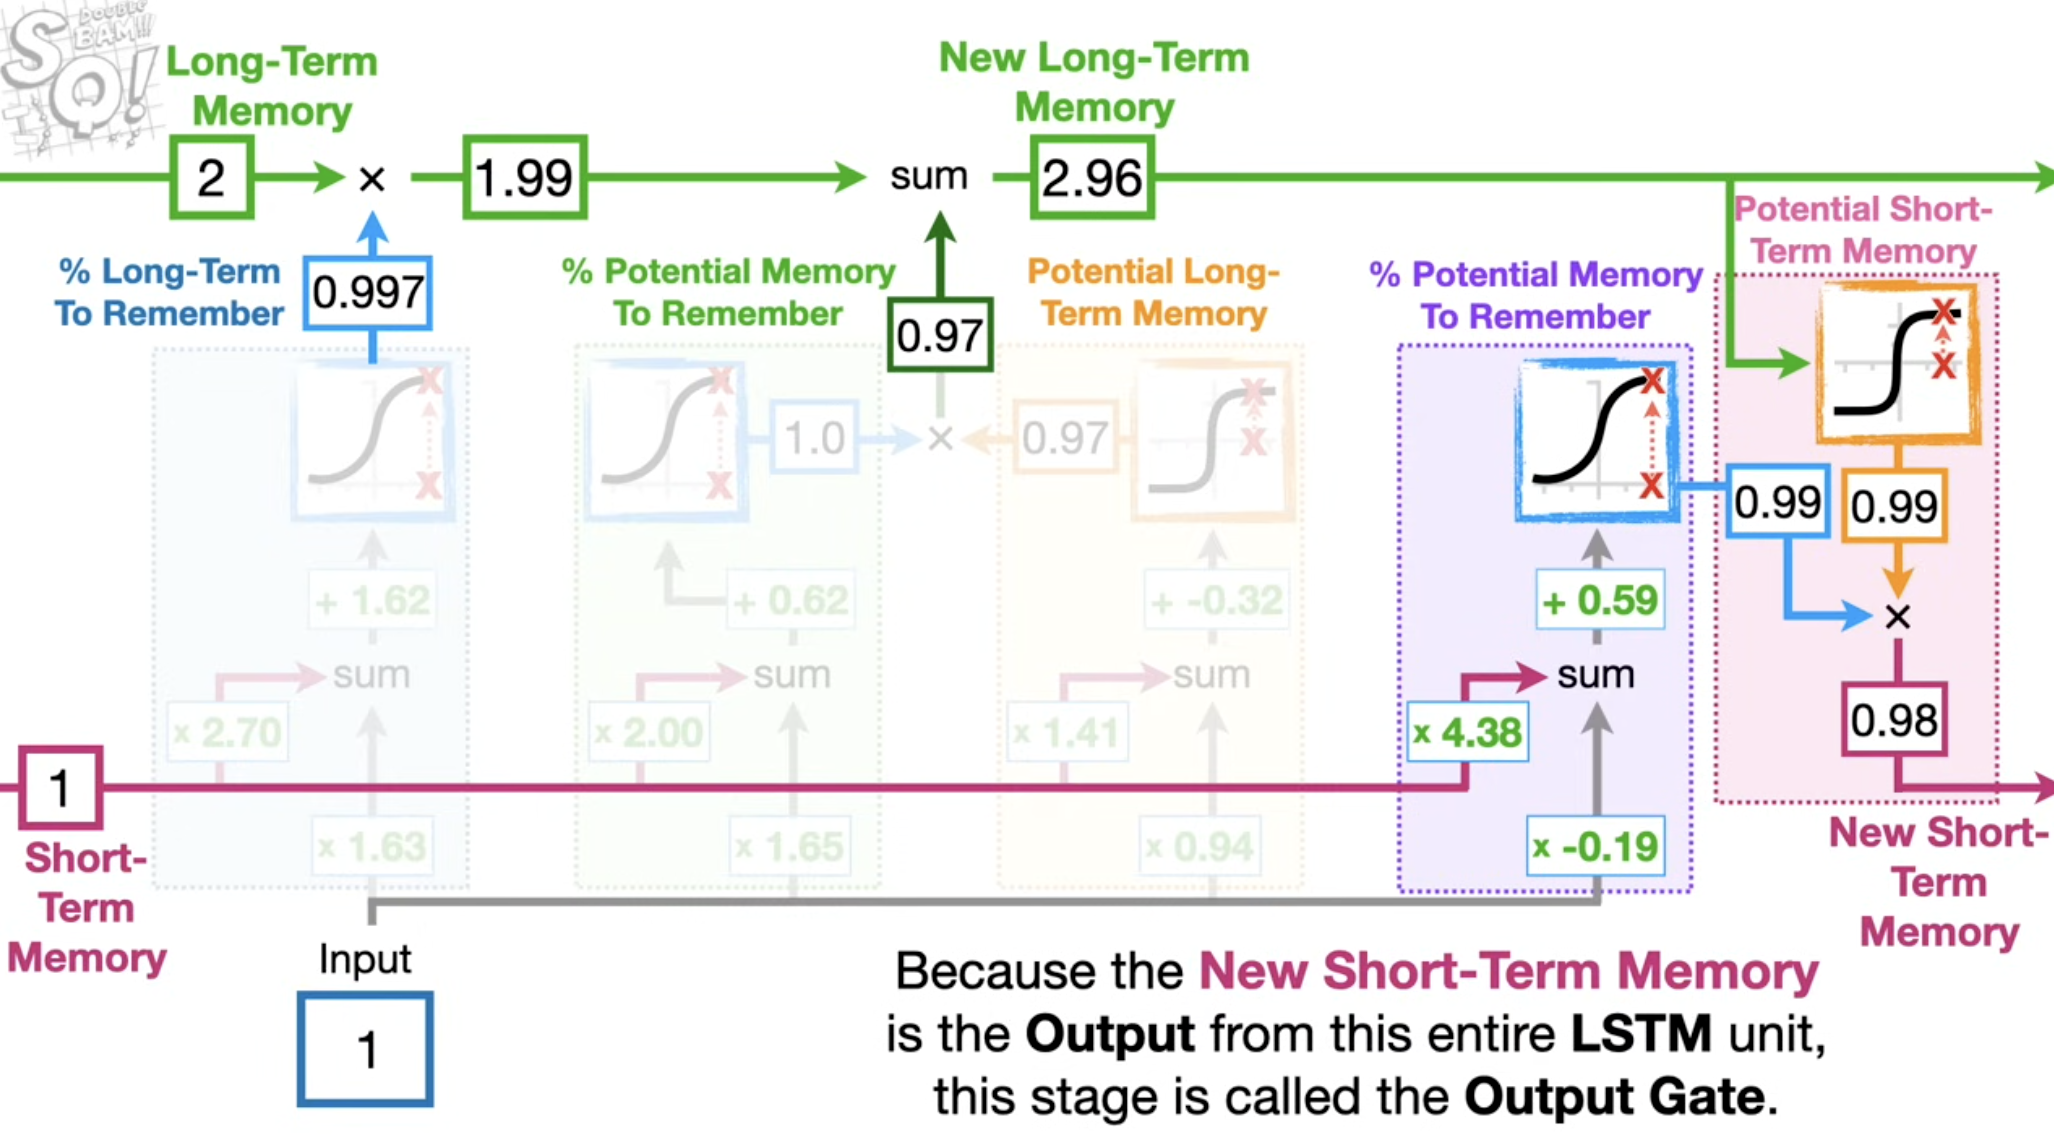 DOUBLE
BAM!!!
SQ!
Long-Term
Memory
New Long-Term
Memory
2
×
1.99
sum
2.96
Potential Short-
Term Memory
% Long-Term
To Remember
0.997
% Potential Memory
To Remember
0.97
Potential Long-
Term Memory
% Potential Memory
To Remember
1.0
×
0.97
0.99
0.99
+ 1.62
+ 0.62
+ -0.32
+ 0.59
×
sum
sum
sum
sum
x 2.70
x 2.00
x 1.41
x 4.38
0.98
1
x 1.63
x 1.65
x 0.94
x -0.19
Short-
Term
Memory
New Short-
Term
Memory
Input
1
Because the New Short-Term Memory
is the Output from this entire LSTM unit,
this stage is called the Output Gate.